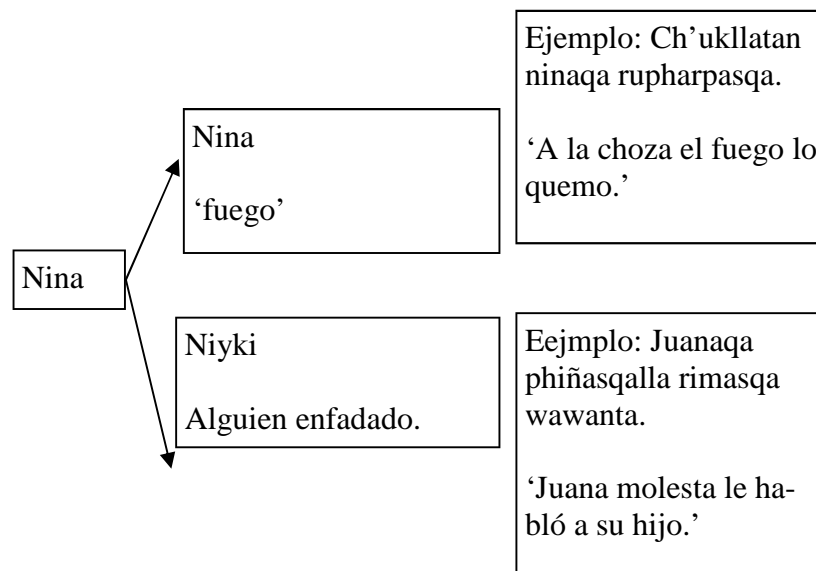 Nina
Nina
‘fuego’
Ejemplo: Ch’ukllatan
ninaqa rupharpasqa.
‘A la choza el fuego lo
quemo.’
Niyki
Alguien enfadado.
Eejmplo: Juanaqa
phiñasqalla rimasqa
wawanta.
‘Juana molesta le ha-
bló a su hijo.’